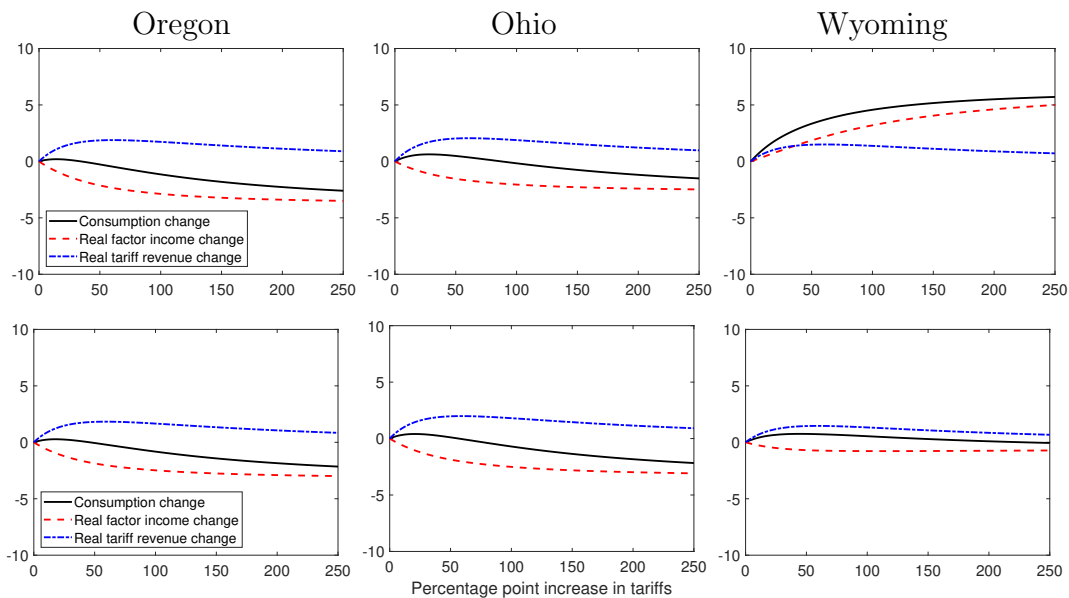 Oregon
Ohio
Wyoming
10
5
0
-5
-10
0 50 100 150 200 250
Consumption change
Real factor income change
Real tariff revenue change
10
5
0
-5
-10
0 50 100 150 200 250
10
5
0
-5
-10
0 50 100 150 200 250
10
5
0
-5
-10
0 50 100 150 200 250
Consumption change
Real factor income change
Real tariff revenue change
10
5
0
-5
-10
0 50 100 150 200 250
10
5
0
-5
-10
0 50 100 150 200 250
Percentage point increase in tariffs